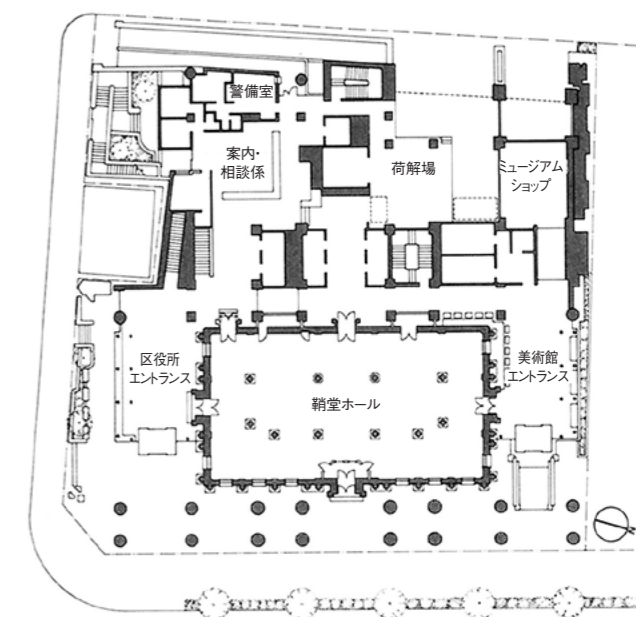 警備室
案内・
相談係
荷解場
ミュージアム
ショップ
区役所
エントランス
鞘堂ホール
美術館
エントランス
N